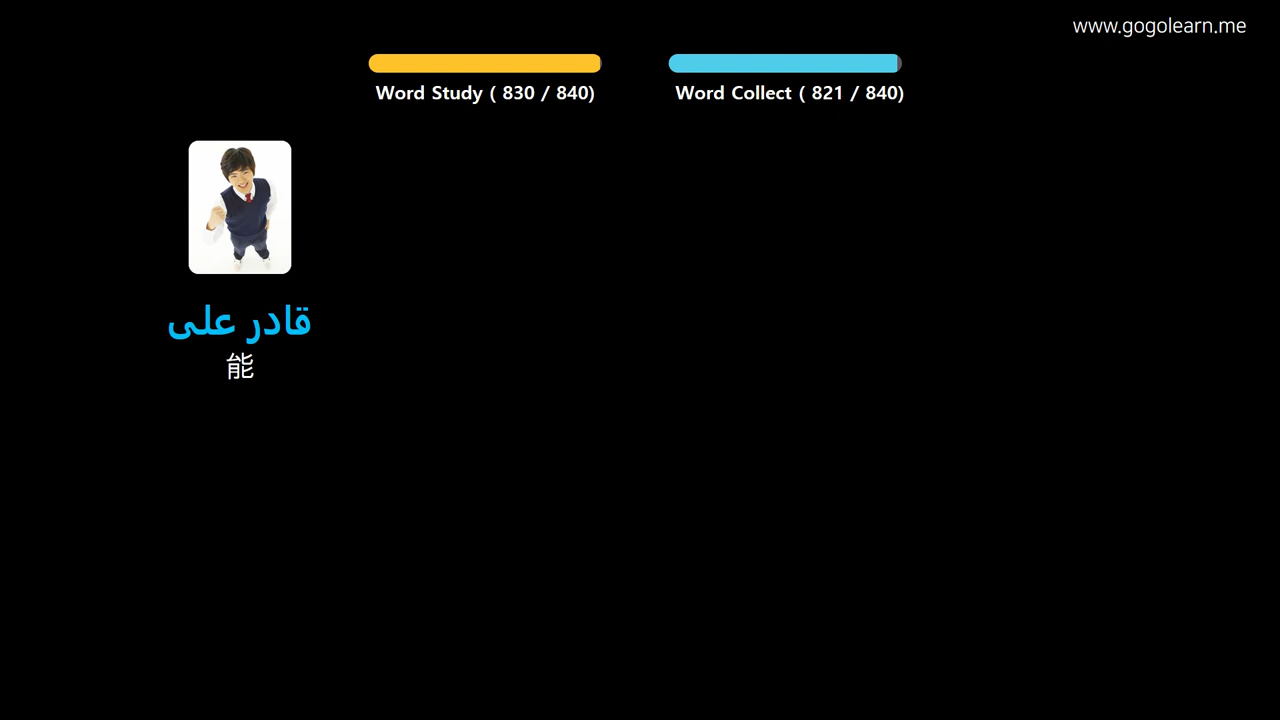 www.gogolearn.me
Word Study ( 830 / 840)
Word Collect ( 821 / 840)
قادر على
能